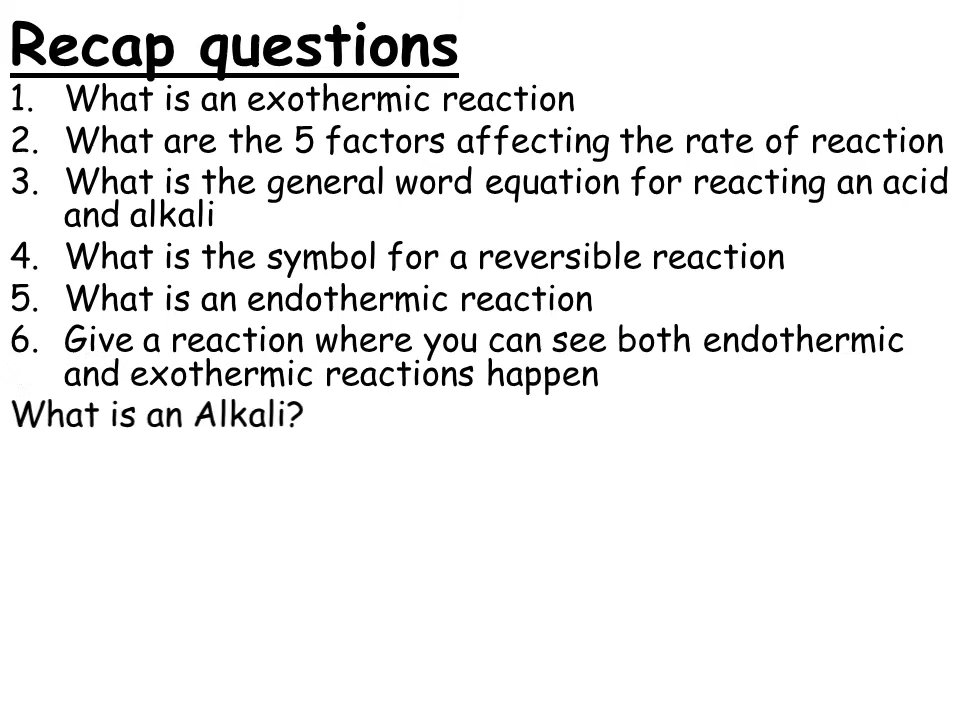 Recap questions
1. What is an exothermic reaction
2. What are the 5 factors affecting the rate of reaction
3. What is the general word equation for reacting an acid
and alkali
4. What is the symbol for a reversible reaction
5. What is an endothermic reaction
6. Give a reaction where you can see both endothermic
and exothermic reactions happen
What is an Alkali?